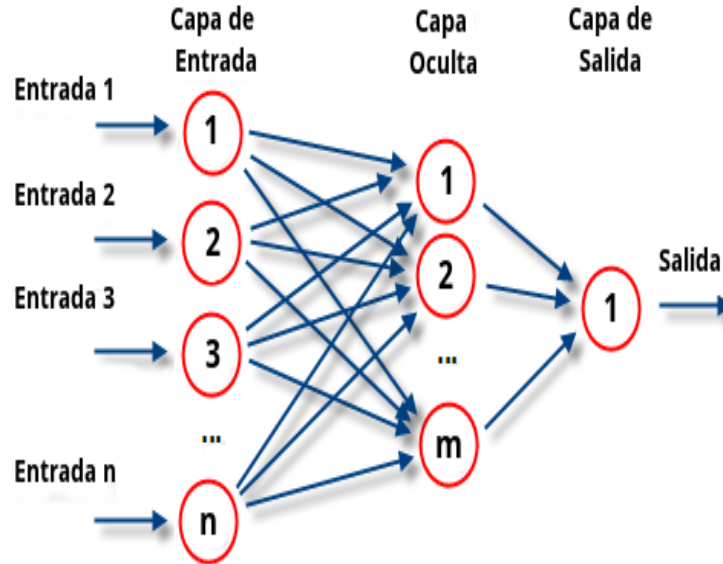 Capa de
Entrada
Capa
Oculta
Capa de
Salida
Entrada 1
1
Entrada 2
2
Entrada 3
3
...
Entrada n
n
1
2
...
m
1
Salida